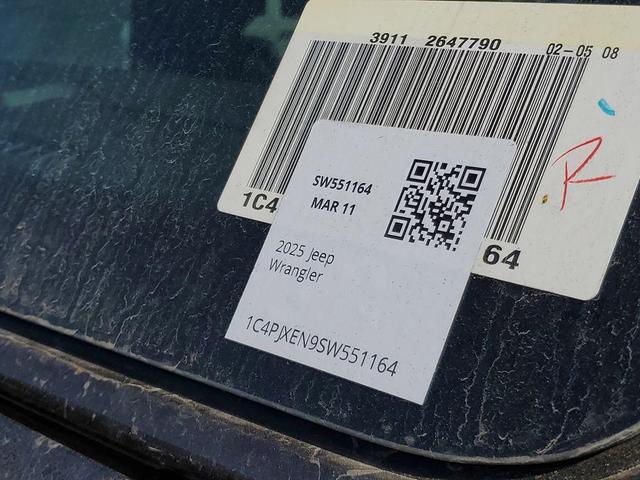 3911 2647790 02-05 08
R
SW551164
MAR 11
1C4
64
2025 Jeep
Wrangler
1C4PJXEN9SW551164